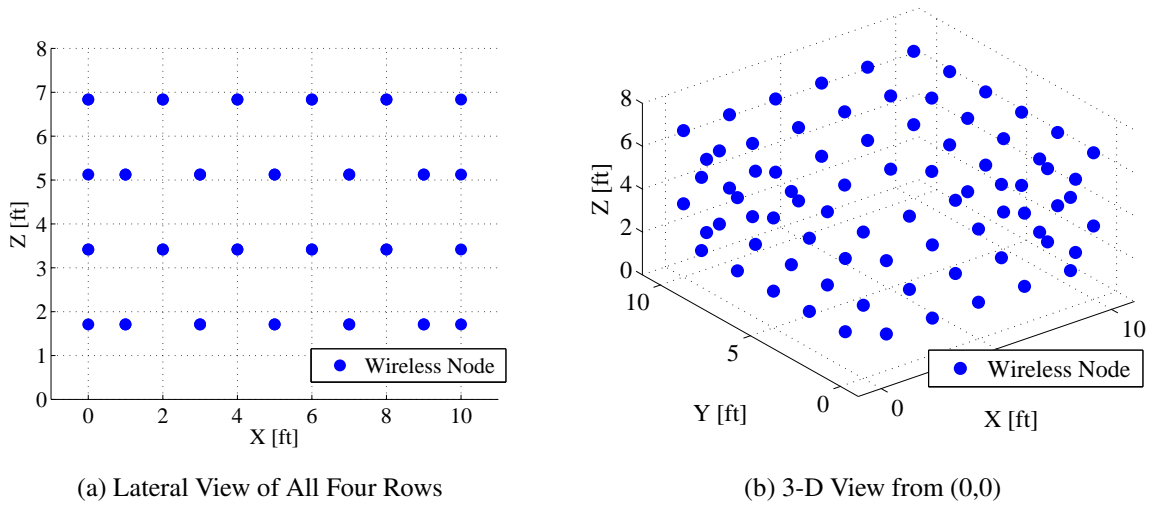 8
7
6
5
4
3
2
1
0
Z [ft]
0 2 4 6 8 10
X [ft]
Wireless Node
(a) Lateral View of All Four Rows
8
6
4
2
0
Z [ft]
10
5
0
Y [ft]
0
10
X [ft]
Wireless Node
(b) 3-D View from (0,0)